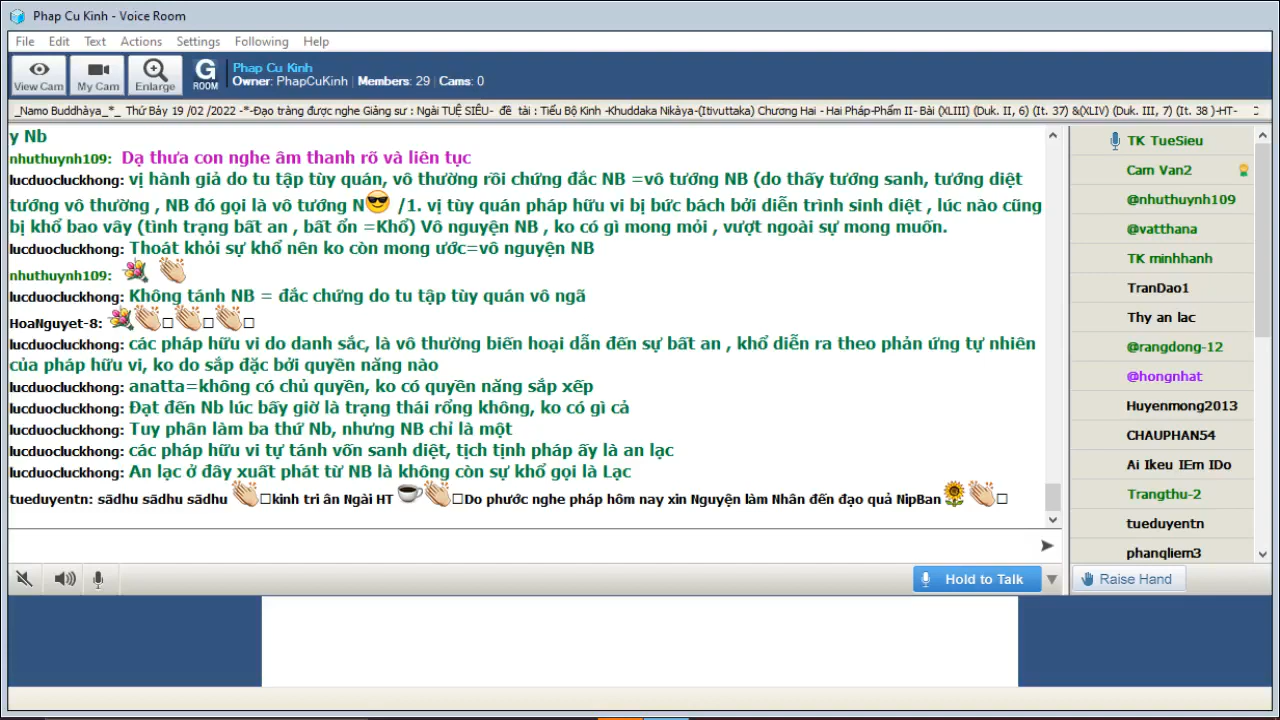 Phap Cu Kinh - Voice Room
File Edit Text Actions Settings Following Help
View Cam My Cam Enlarge G ROOM
Phap Cu Kinh
Owner: PhapCuKinh | Members: 29 | Cams: 0
_Namo Buddhàya_*_ Thứ Bảy 19 /02 /2022 -*-Đạo tràng được nghe Giảng sư : Ngài TUỆ SIÊU- đề tài : Tiểu Bộ Kinh -Khuddaka Nikàya-(Itivuttaka) Chương Hai - Hai Pháp-Phẩm II- Bài (XLIII) (Duk. II, 6) (It. 37) &(XLIV) (Duk. III, 7) (It. 38 )-HT-
y Nb
nhuthuynh109: Dạ thưa con nghe âm thanh rõ và liên tục
lucduocluckhong: vị hành giả do tu tập tùy quán, vô thường rồi chứng đắc NB =vô tướng NB (do thấy tướng sanh, tướng diệt
tướng vô thường , NB đó gọi là vô tướng N😎 /1. vị tùy quán pháp hữu vi bị bức bách bởi diễn trình sinh diệt , lúc nào cũng
bị khổ bao vây (tình trạng bất an , bất ổn =Khổ) Vô nguyện NB , ko có gì mong mỏi , vượt ngoài sự mong muốn.
lucduocluckhong: Thoát khỏi sự khổ nên ko còn mong ước=vô nguyện NB
nhuthuynh109:
lucduocluckhong: Không tánh NB = đắc chứng do tu tập tùy quán vô ngã
HoaNguyet-8:
lucduocluckhong: các pháp hữu vi do danh sắc, là vô thường biến hoại dẫn đến sự bất an , khổ diễn ra theo phản ứng tự nhiên
của pháp hữu vi, ko do sắp đặc bởi quyền năng nào
lucduocluckhong: anatta=không có chủ quyền, ko có quyền năng sắp xếp
lucduocluckhong: Đạt đến Nb lúc bấy giờ là trạng thái rổng không, ko có gì cả
lucduocluckhong: Tuy phân làm ba thứ Nb, nhưng NB chỉ là một
lucduocluckhong: các pháp hữu vi tự tánh vốn sanh diệt, tịch tịnh pháp ấy là an lạc
lucduocluckhong: An lạc ở đây xuất phát từ NB là không còn sự khổ gọi là Lạc
tueduyentn: sādhu sādhu sādhu kinh tri ân Ngài HT Do phước nghe pháp hôm nay xin Nguyện làm Nhân đến đạo quả NipBan
Hold to Talk
TK TueSieu
Cam Van2
@nhuthuynh109
@vatthana
TK minhhanh
TranDao1
Thy an lac
@rangdong-12
@hongnhat
Huyenmong2013
CHAUPHAN54
Ai Ikeu IEm IDo
Trangthu-2
tueduyentn
phanqliem3
Raise Hand